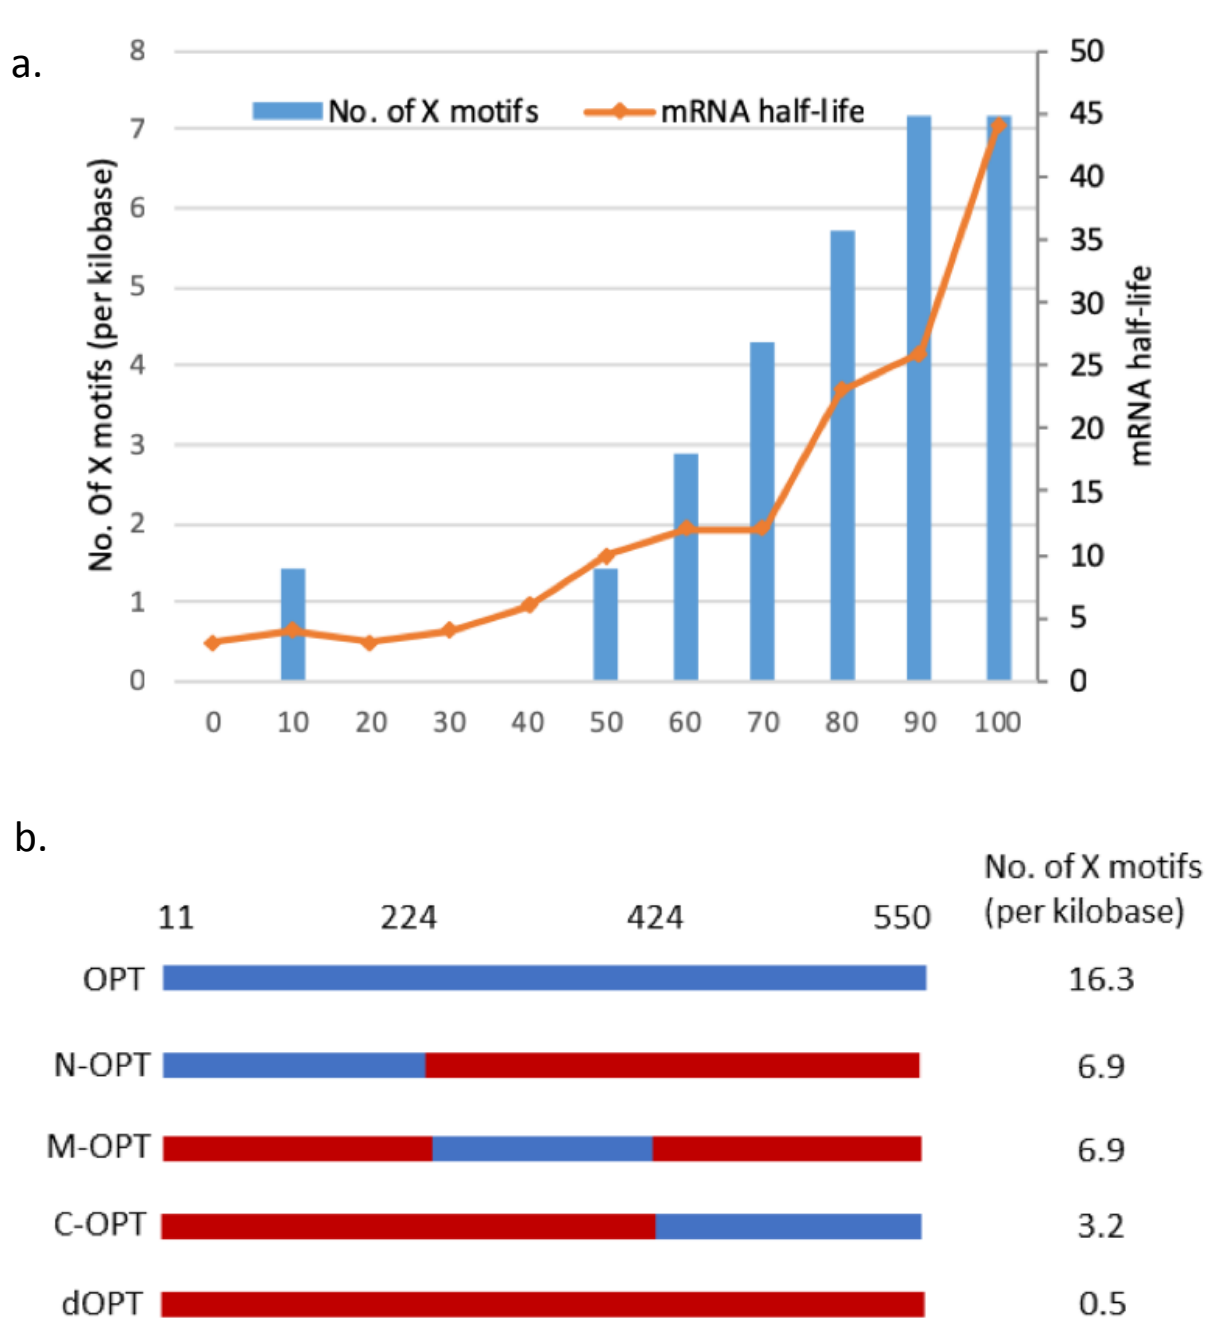 a.
No. of X motifs mRNA half-life
No. Of X motifs (per kilobase)
8
7
6
5
4
3
2
1
0
50
45
40
35
30
25
20
15
10
5
0
mRNA half-life
0 10 20 30 40 50 60 70 80 90 100
b.
No. of X motifs
(per kilobase)
11 224 424 550
OPT 16.3
N-OPT 6.9
M-OPT 6.9
C-OPT 3.2
dOPT 0.5